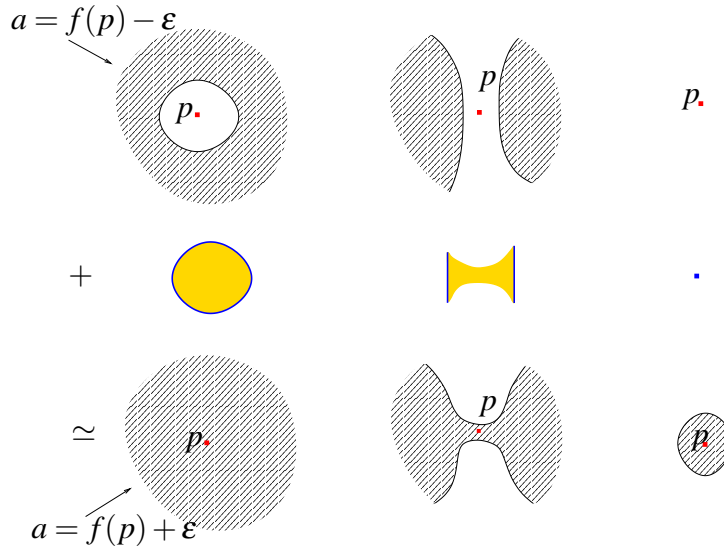 a = f(p) − ε
p
p
p
+
≃
p
p
p
a = f(p) + ε